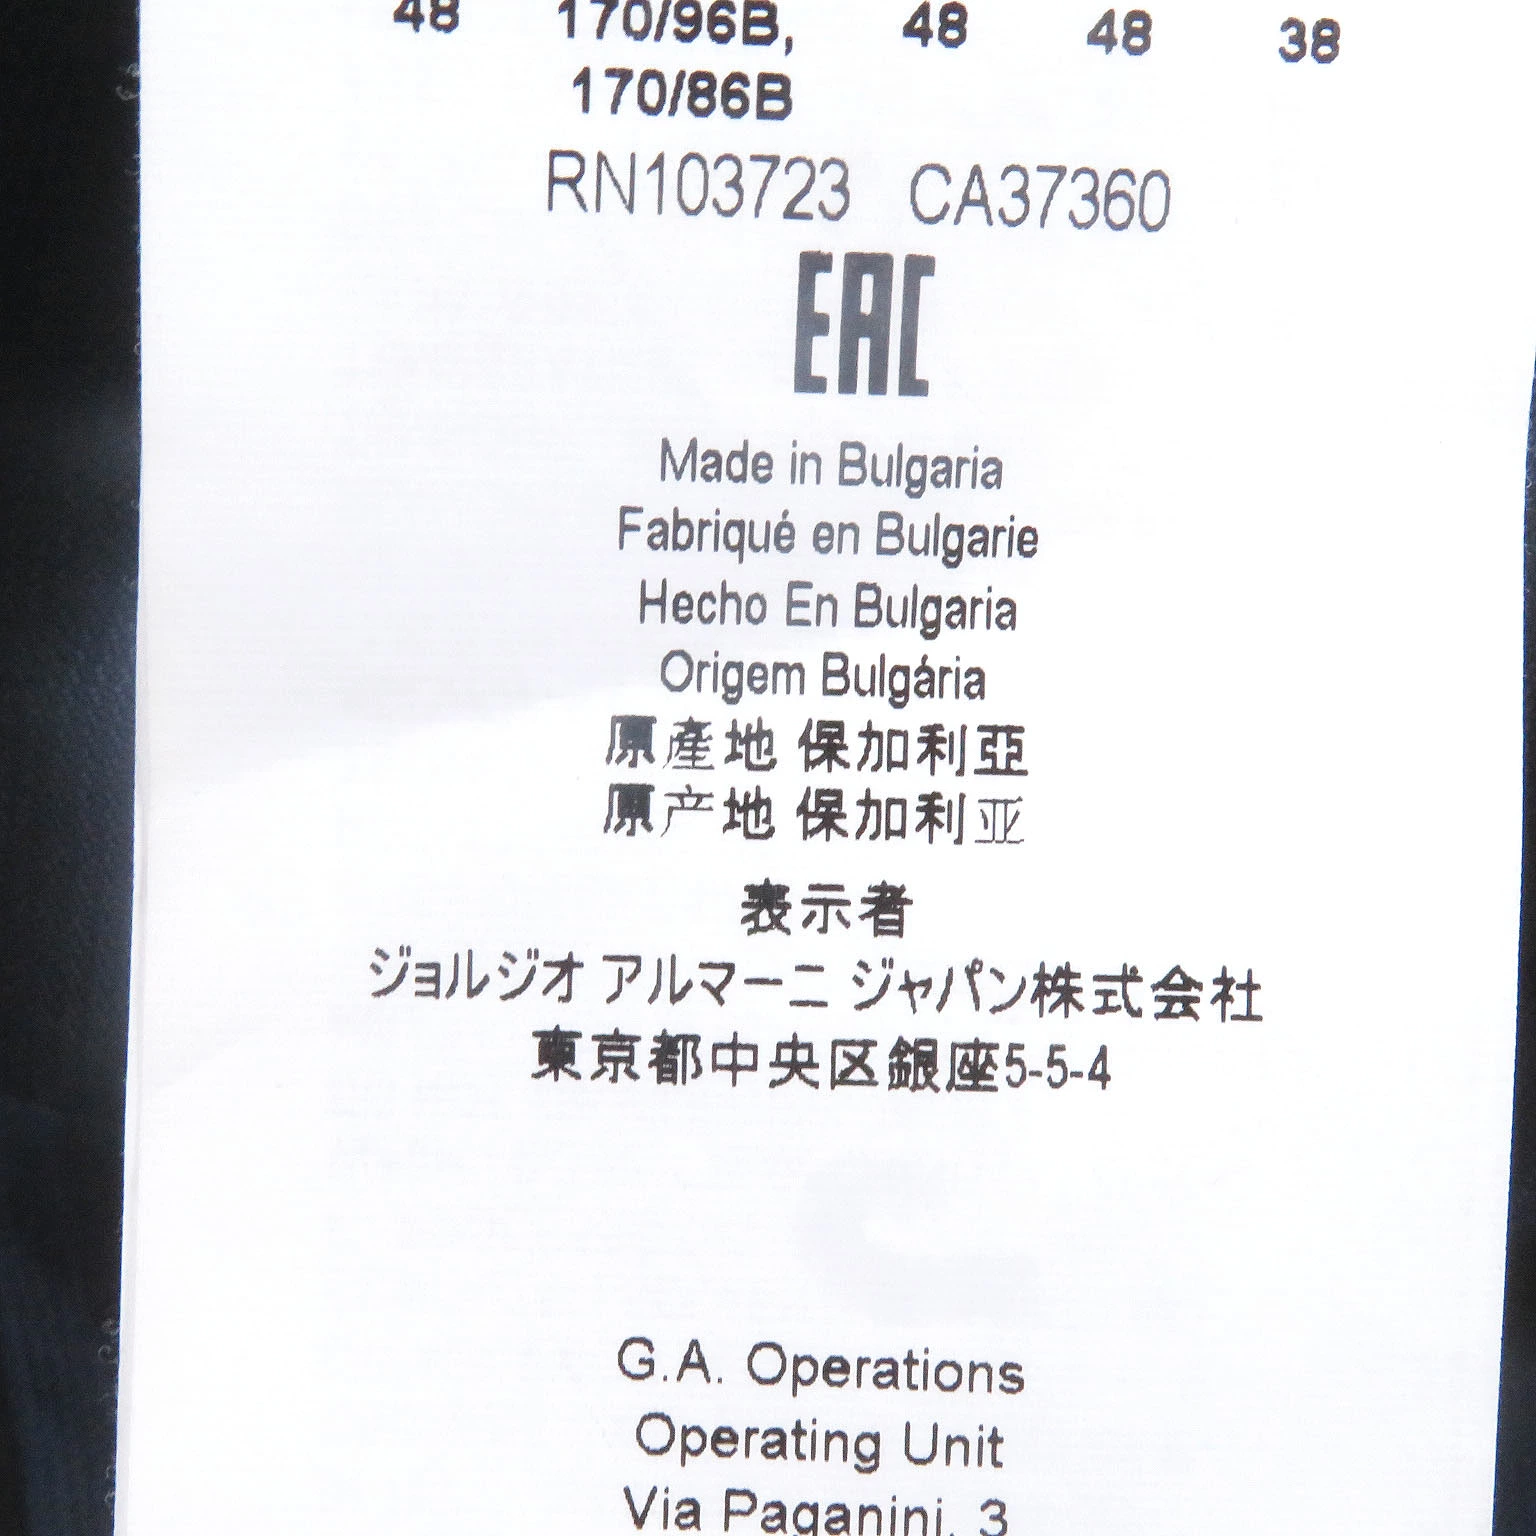 48 170/96B, 48 48 38
170/86B
RN103723 CA37360
EAC
Made in Bulgaria
Fabriqué en Bulgarie
Hecho En Bulgaria
Origem Bulgária
原產地 保加利亞
原产地 保加利亚
表示者
ジョルジオ アルマーニ ジャパン株式会社
東京都中央区銀座5-5-4
G.A. Operations
Operating Unit
Via Paganini, 3